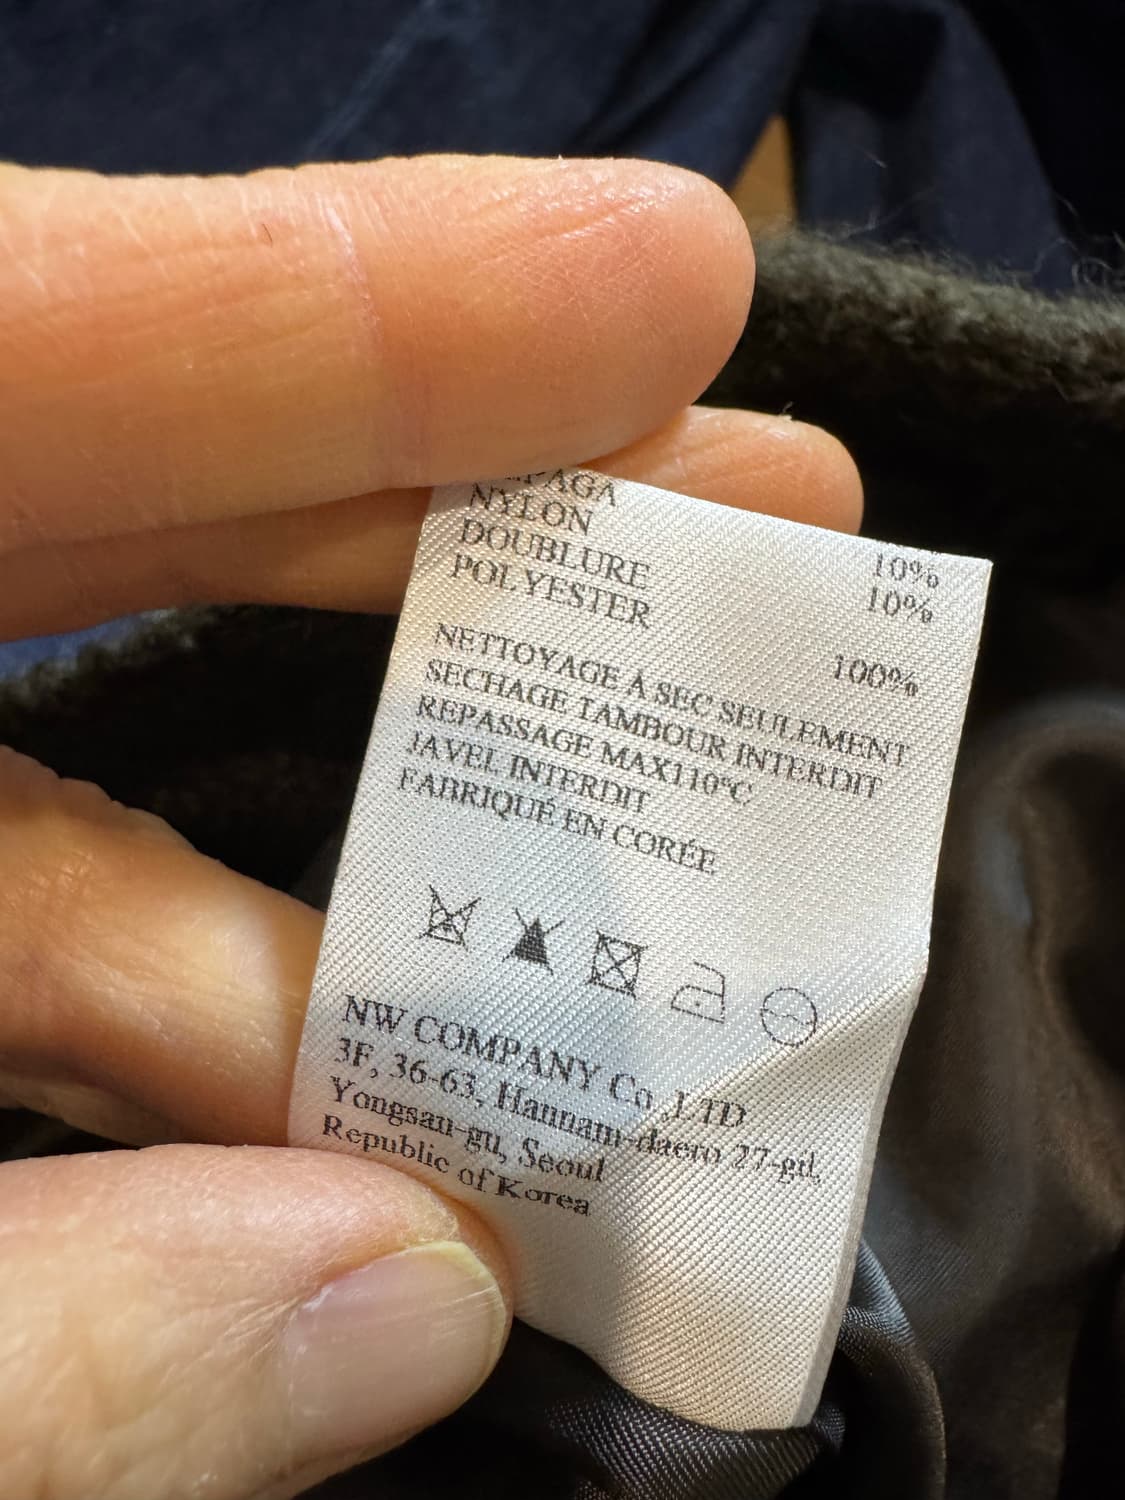 NYLON 10%
DOUBLURE 10%
POLYESTER 100%
NETTOYAGE À SEC SEULEMENT
SECHAGE TAMBOUR INTERDIT
REPASSAGE MAX110°C
JAVEL INTERDIT
FABRIQUÉ EN CORÉE
NW COMPANY Co.,LTD
3F, 36-63, Hannam-daero 27-gil,
Yongsan-gu, Seoul
Republic of Korea